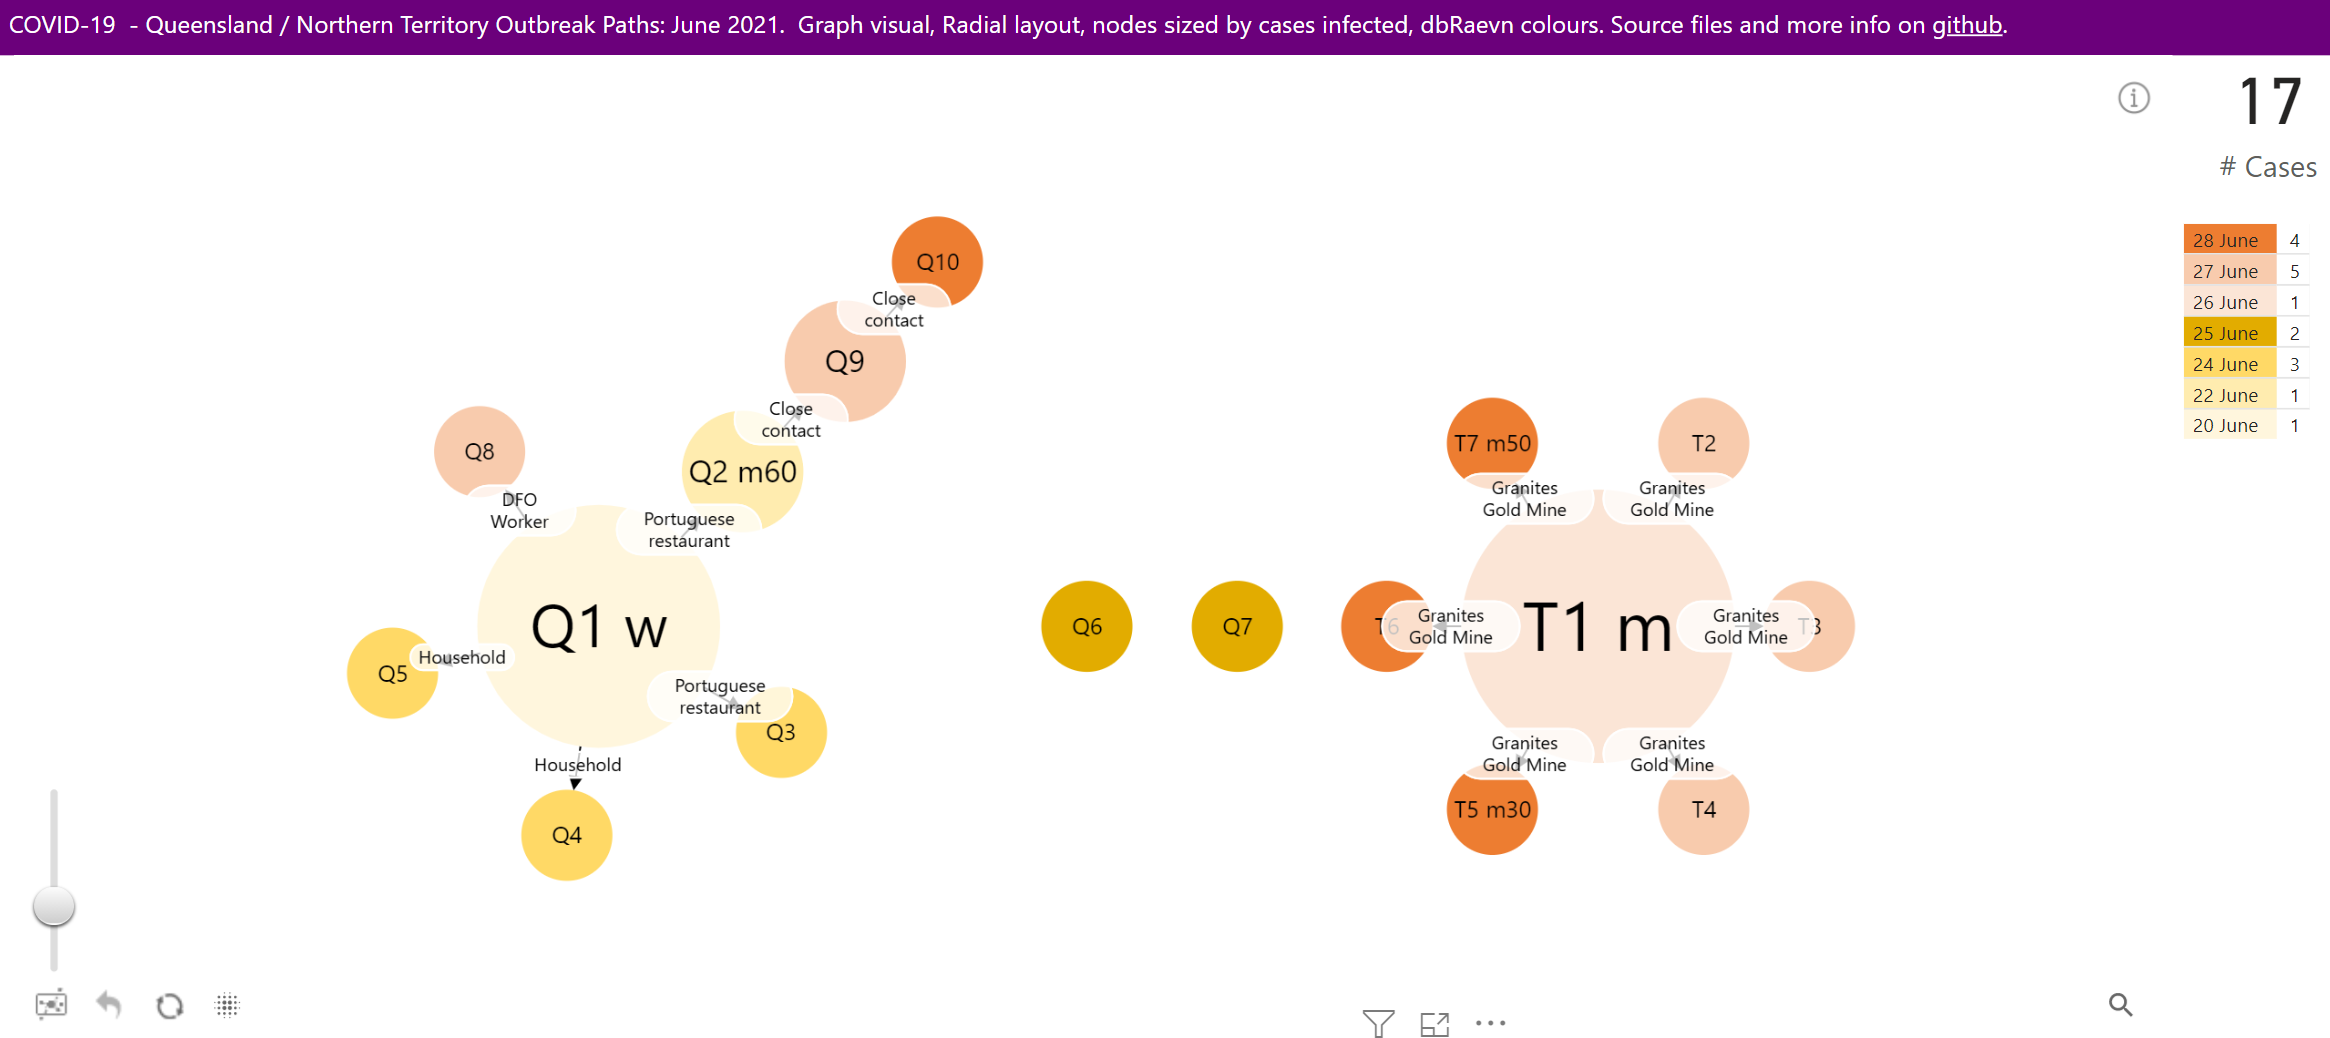 COVID-19  - Queensland / Northern Territory Outbreak Paths: June 2021.  Graph visual, Radial layout, nodes sized by cases infected, dbRaevn colours. Source files and more info on github.
17
# Cases
28 June 4
27 June 5
26 June 1
25 June 2
24 June 3
22 June 1
20 June 1
Q10
Close
contact
Q9
Close
contact
Q2 m60
Q8
DFO
Worker
Portuguese
restaurant
Q1 w
Household
Q5
Portuguese
restaurant
Q3
Household
Q4
Q6
Q7
T7 m50
T2
Granites
Gold Mine
Granites
Gold Mine
T6
Granites
Gold Mine
T1 m
Granites
Gold Mine
T3
Granites
Gold Mine
Granites
Gold Mine
T5 m30
T4